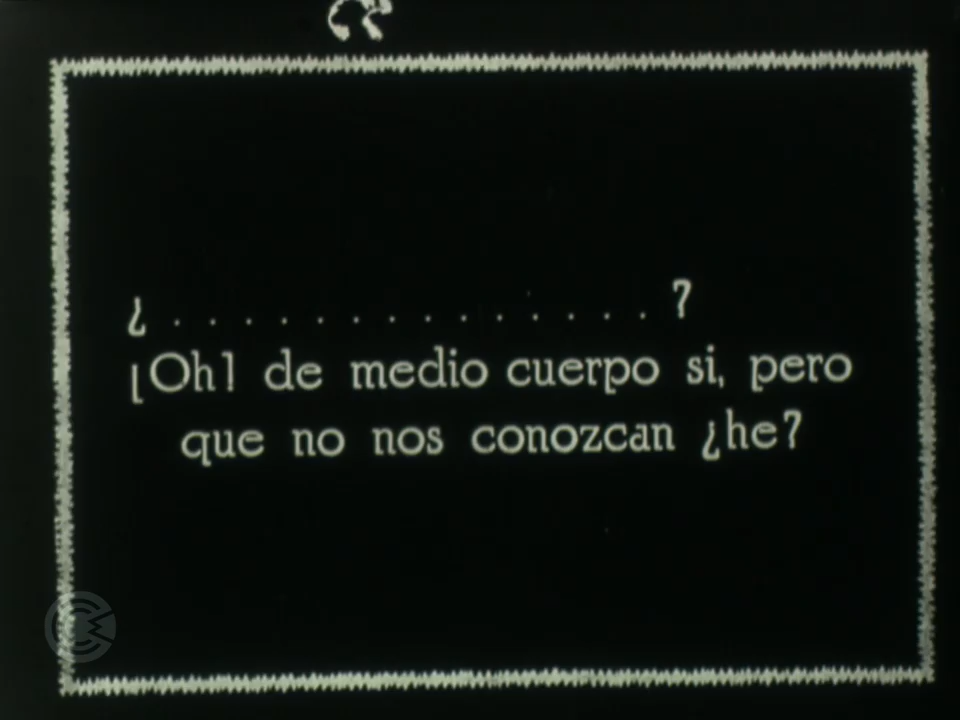 ¿ . . . . . . . . . . . . . . ?
¡Oh! de medio cuerpo si, pero
que no nos conozcan ¿he?